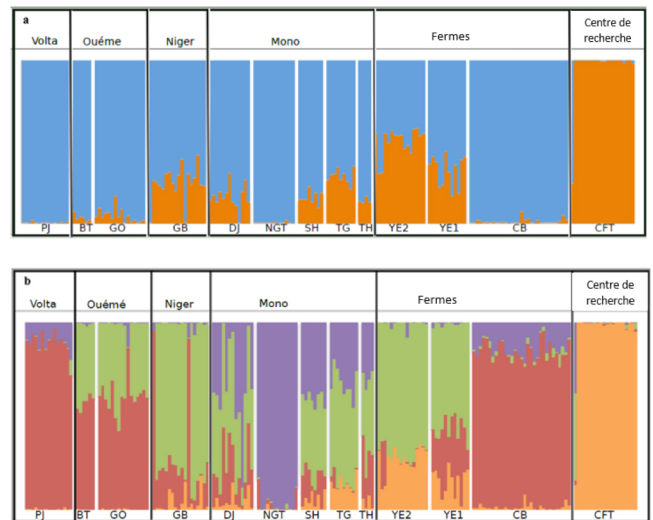 a
Volta Ouéme Niger Mono Fermes Centre de recherche
PJ BT GO GB DJ NGT SH TG TH YE2 YE1 CB CFT
b
Volta Ouémé Niger Mono Fermes Centre de recherche
PJ BT GO GB DJ NGT SH TG TH YE2 YE1 CB CFT